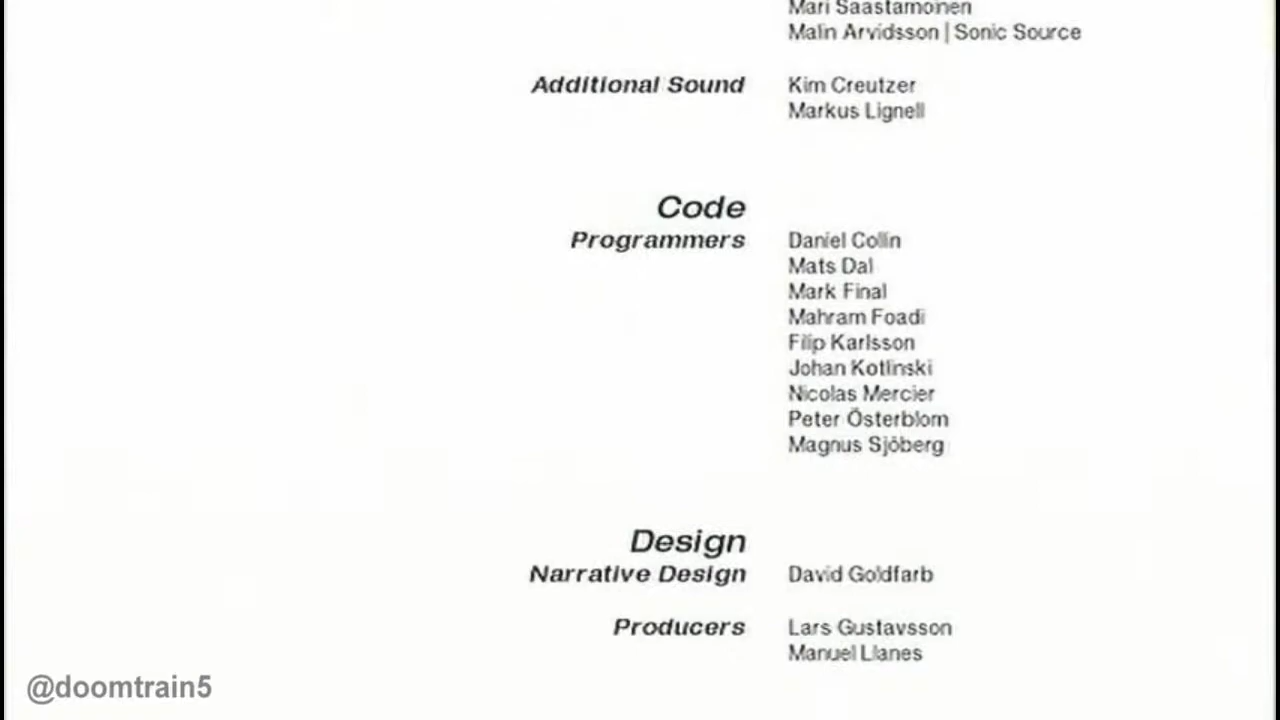 Mari Saastamoinen
Malin Arvidsson | Sonic Source
Additional Sound Kim Creutzer
Markus Lignell
Code
Programmers Daniel Collin
Mats Dal
Mark Final
Mahram Foadi
Filip Karlsson
Johan Kotlinski
Nicolas Mercier
Peter Österblom
Magnus Sjöberg
Design
Narrative Design David Goldfarb
Producers Lars Gustavsson
Manuel Llanes
@doomtrain5